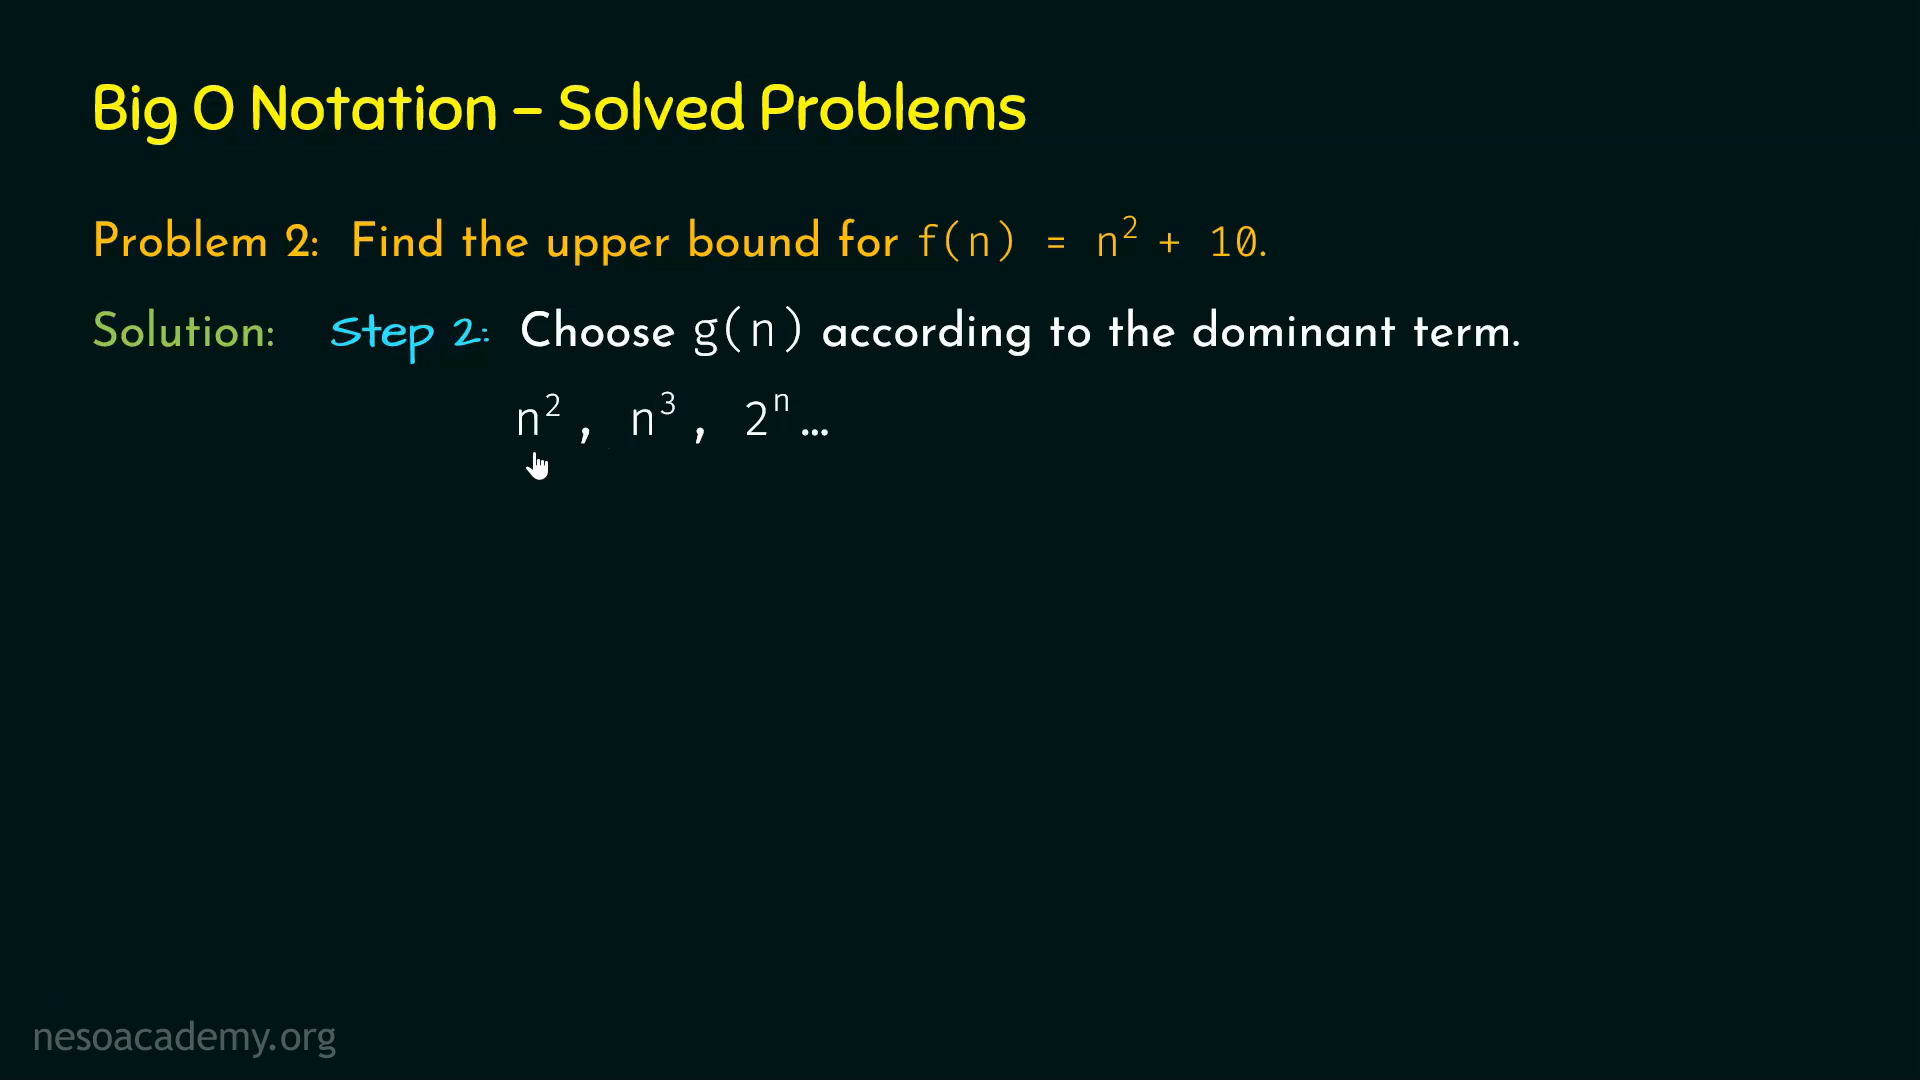 Big O Notation – Solved Problems
Problem 2: Find the upper bound for f(n) = n² + 10.
Solution: Step 2: Choose g(n) according to the dominant term.
n², n³, 2ⁿ…
nesoacademy.org